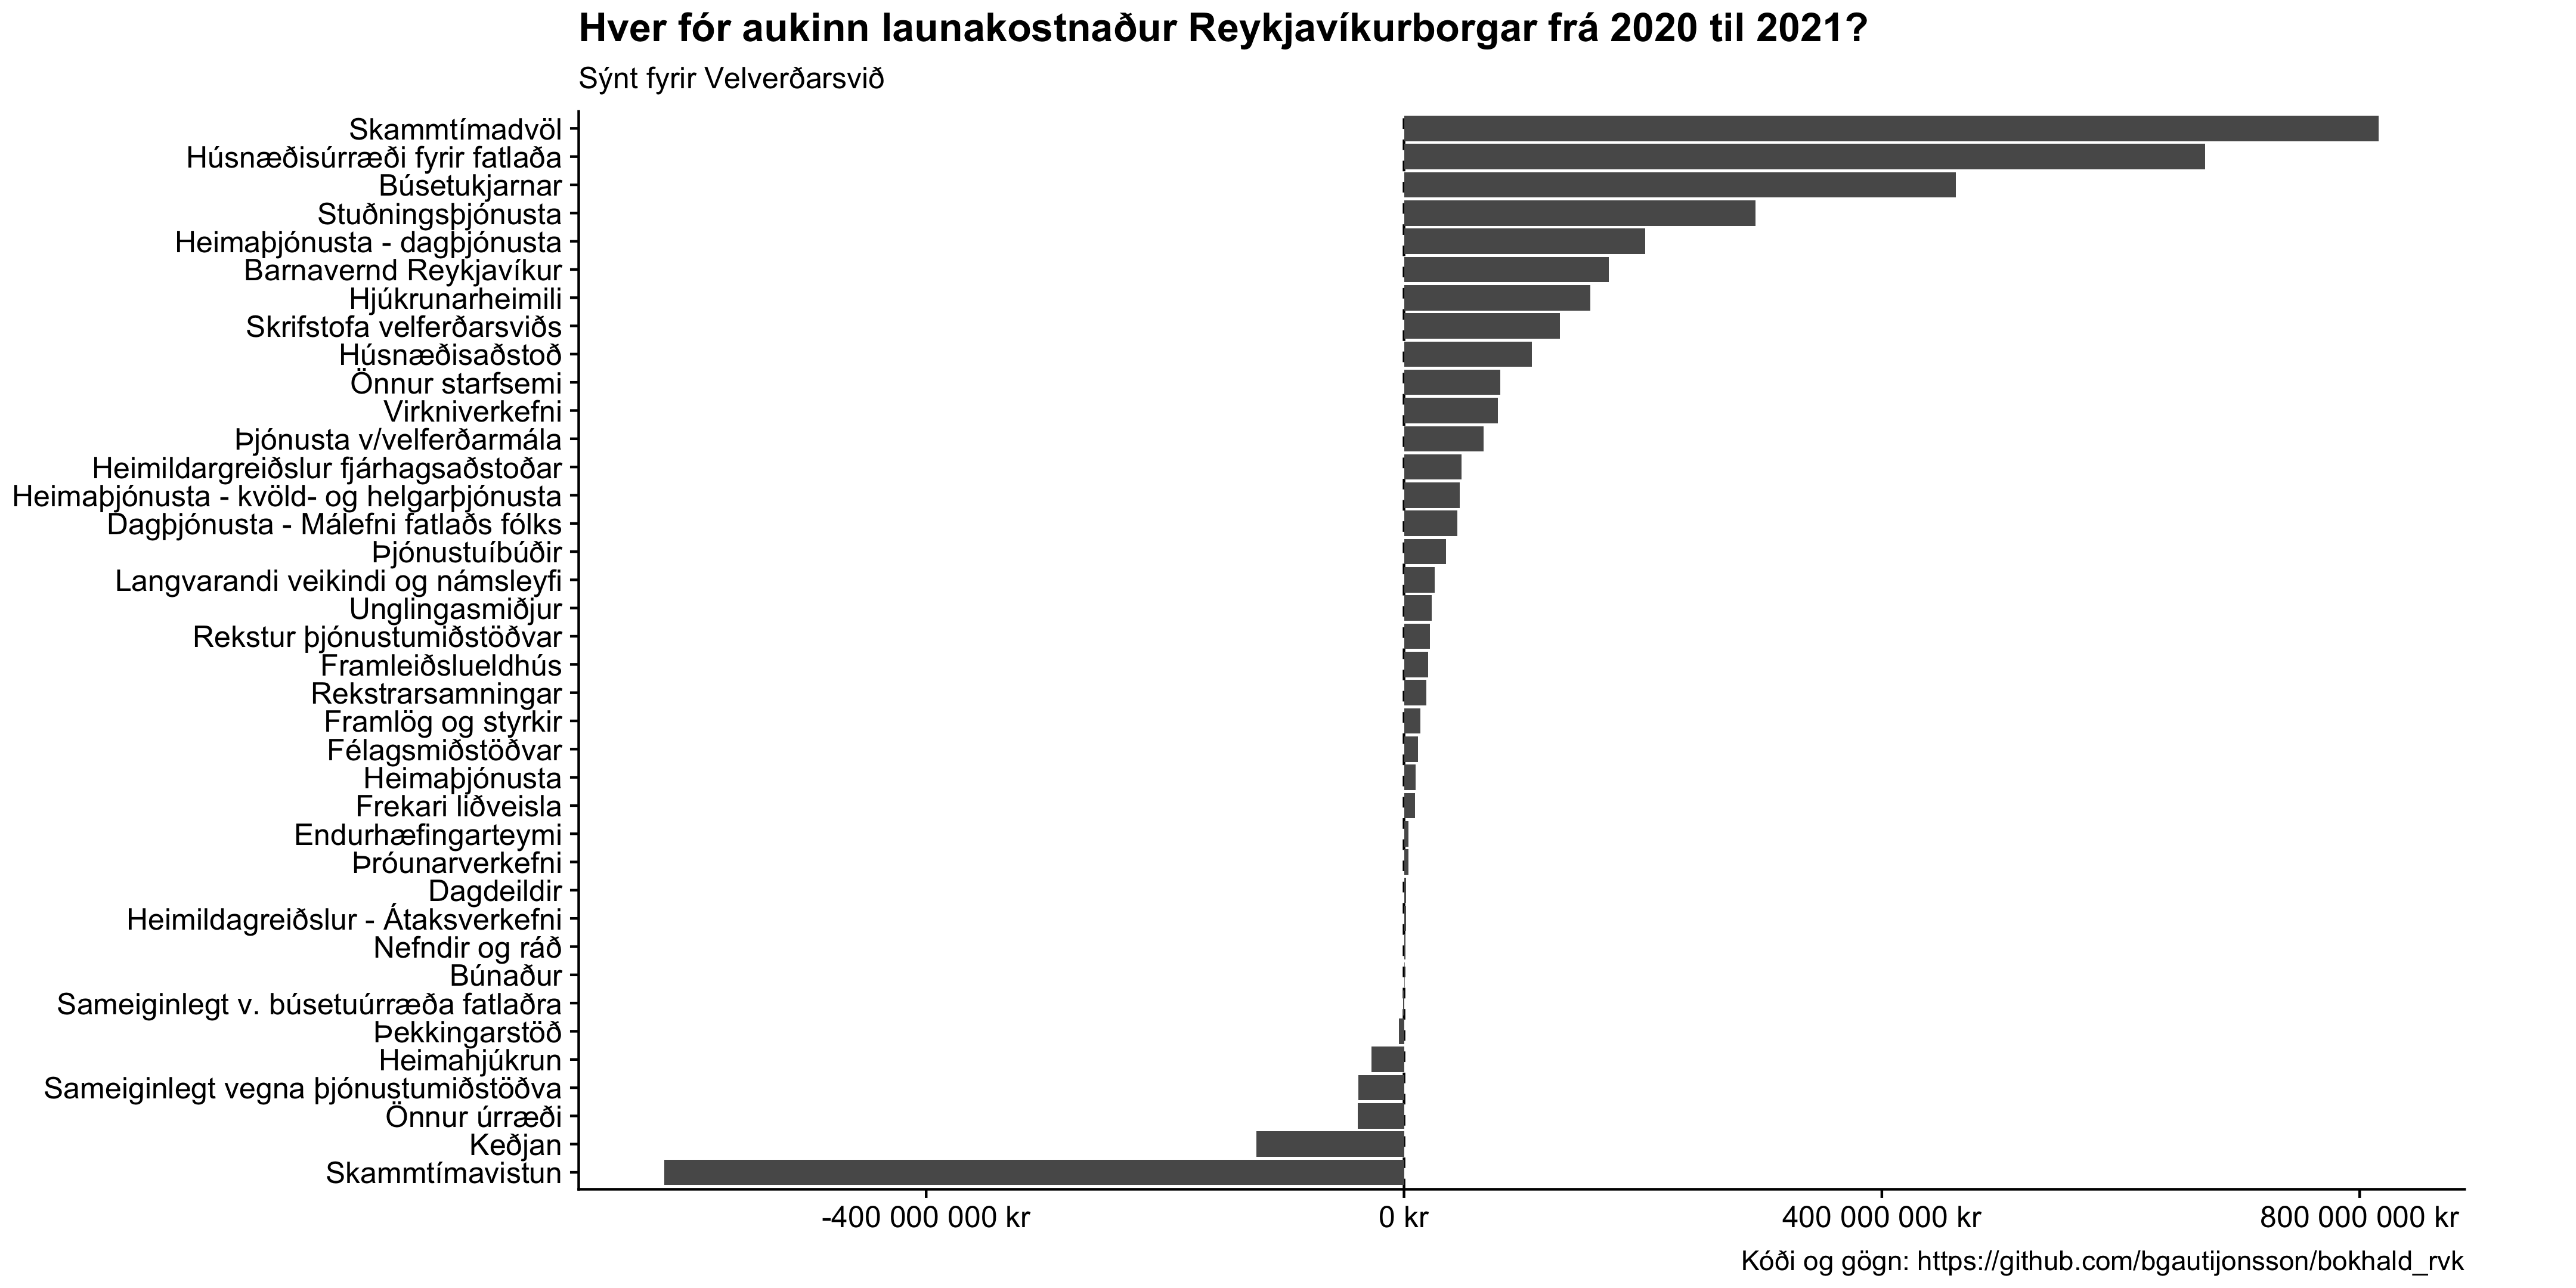 Hver fór aukinn launakostnaður Reykjavíkurborgar frá 2020 til 2021?
Sýnt fyrir Velverðarsvið
Skammtímadvöl
Húsnæðisúrræði fyrir fatlaða
Búsetukjarnar
Stuðningsþjónusta
Heimaþjónusta - dagþjónusta
Barnavernd Reykjavíkur
Hjúkrunarheimili
Skrifstofa velferðarsviðs
Húsnæðisaðstoð
Önnur starfsemi
Virkniverkefni
Þjónusta v/velferðarmála
Heimildargreiðslur fjárhagsaðstoðar
Heimaþjónusta - kvöld- og helgarþjónusta
Dagþjónusta - Málefni fatlaðs fólks
Þjónustuíbúðir
Langvarandi veikindi og námsleyfi
Unglingasmiðjur
Rekstur þjónustumiðstöðvar
Framleiðslueldhús
Rekstrarsamningar
Framlög og styrkir
Félagsmiðstöðvar
Heimaþjónusta
Frekari liðveisla
Endurhæfingarteymi
Þróunarverkefni
Dagdeildir
Heimildagreiðslur - Átaksverkefni
Nefndir og ráð
Búnaður
Sameiginlegt v. búsetuúrræða fatlaðra
Þekkingarstöð
Heimahjúkrun
Sameiginlegt vegna þjónustumiðstöðva
Önnur úrræði
Keðjan
Skammtímavistun
-400 000 000 kr
0 kr
400 000 000 kr
800 000 000 kr
Kóði og gögn: https://github.com/bgautijonsson/bokhald_rvk